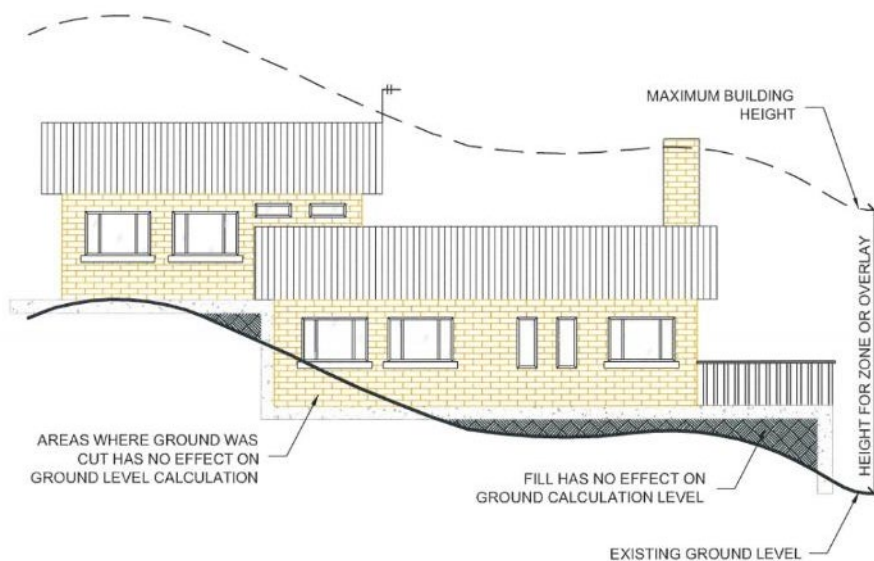 MAXIMUM BUILDING
HEIGHT
HEIGHT FOR ZONE OR OVERLAY
AREAS WHERE GROUND WAS
CUT HAS NO EFFECT ON
GROUND LEVEL CALCULATION
FILL HAS NO EFFECT ON
GROUND CALCULATION LEVEL
EXISTING GROUND LEVEL